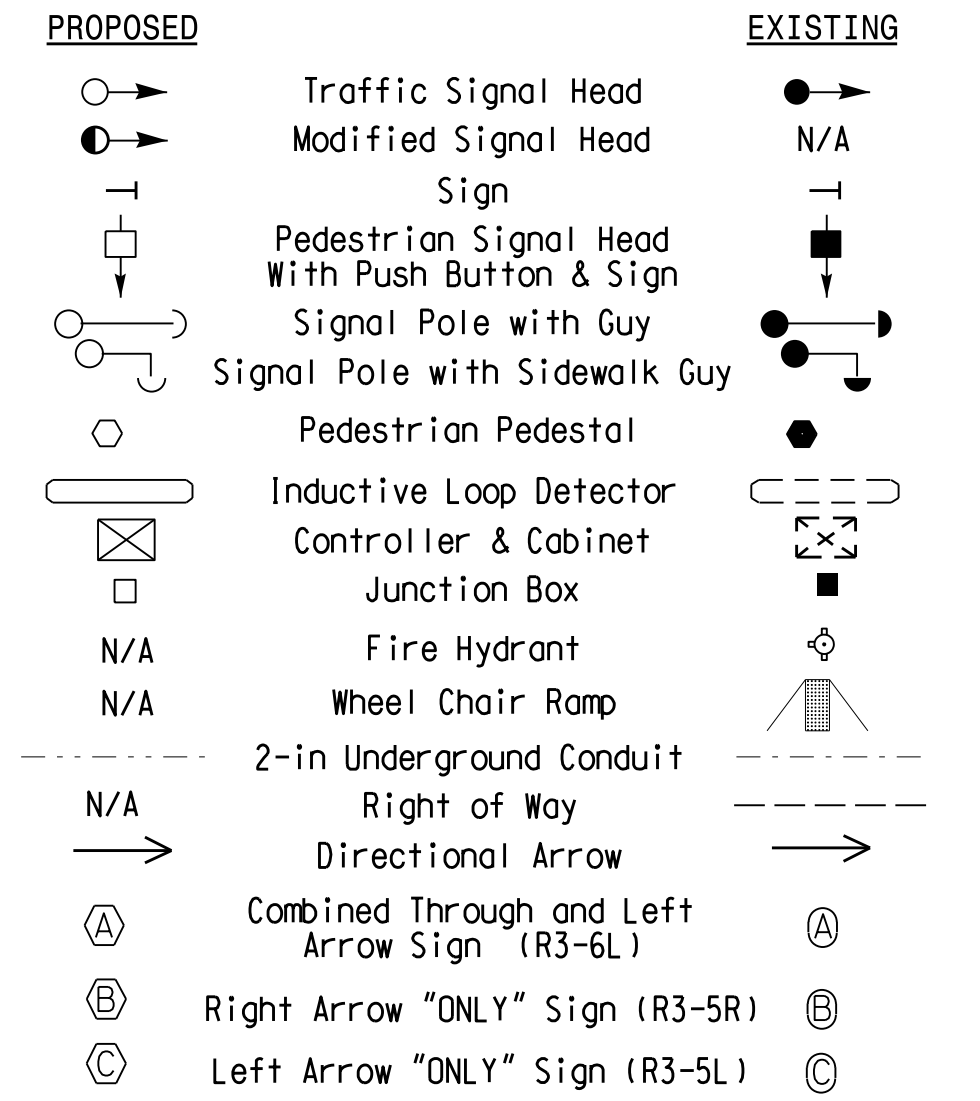 PROPOSED EXISTING
Traffic Signal Head
Modified Signal Head N/A
Sign
Pedestrian Signal Head
With Push Button & Sign
Signal Pole with Guy
Signal Pole with Sidewalk Guy
Pedestrian Pedestal
Inductive Loop Detector
Controller & Cabinet
Junction Box
N/A Fire Hydrant
N/A Wheel Chair Ramp
2-in Underground Conduit
N/A Right of Way
Directional Arrow
Combined Through and Left
A Arrow Sign (R3-6L) A
B Right Arrow "ONLY" Sign (R3-5R) B
C Left Arrow "ONLY" Sign (R3-5L) C